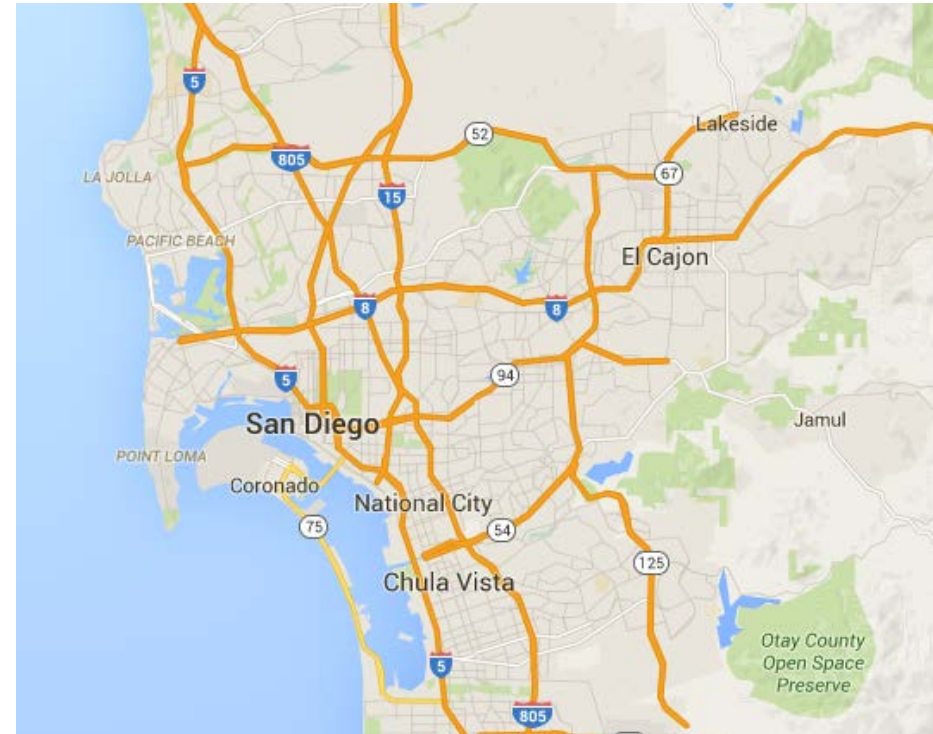 5
52
Lakeside
805
67
LA JOLLA
15
PACIFIC BEACH
El Cajon
8
8
94
5
San Diego
Jamul
POINT LOMA
Coronado
National City
75
54
125
Chula Vista
Otay County
Open Space
Preserve
5
805